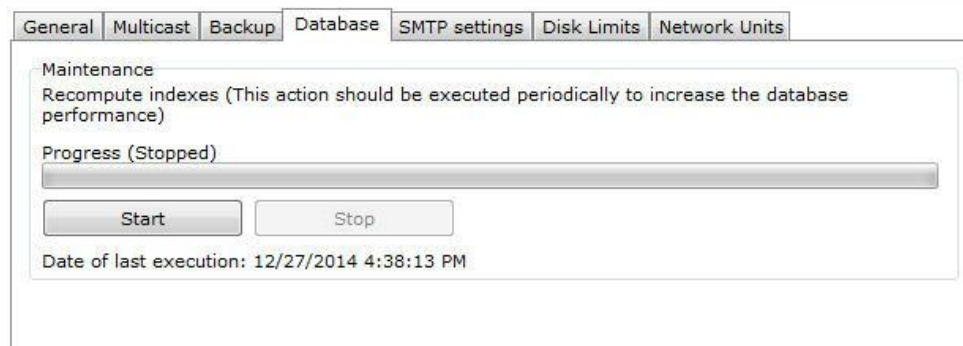 General Multicast Backup Database SMTP settings Disk Limits Network Units
Maintenance
Recompute indexes (This action should be executed periodically to increase the database
performance)
Progress (Stopped)
Start Stop
Date of last execution: 12/27/2014 4:38:13 PM